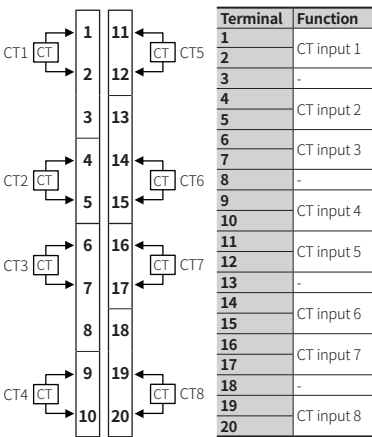 1 11
CT1 CT CT CT5
2 12
3 13
4 14
CT2 CT CT CT6
5 15
6 16
CT3 CT CT CT7
7 17
8 18
9 19
CT4 CT CT CT8
10 20
Terminal Function
1
CT input 1
2
3 -
4
CT input 2
5
6
CT input 3
7
8 -
9
CT input 4
10
11
CT input 5
12
13 -
14
CT input 6
15
16
CT input 7
17
18 -
19
CT input 8
20